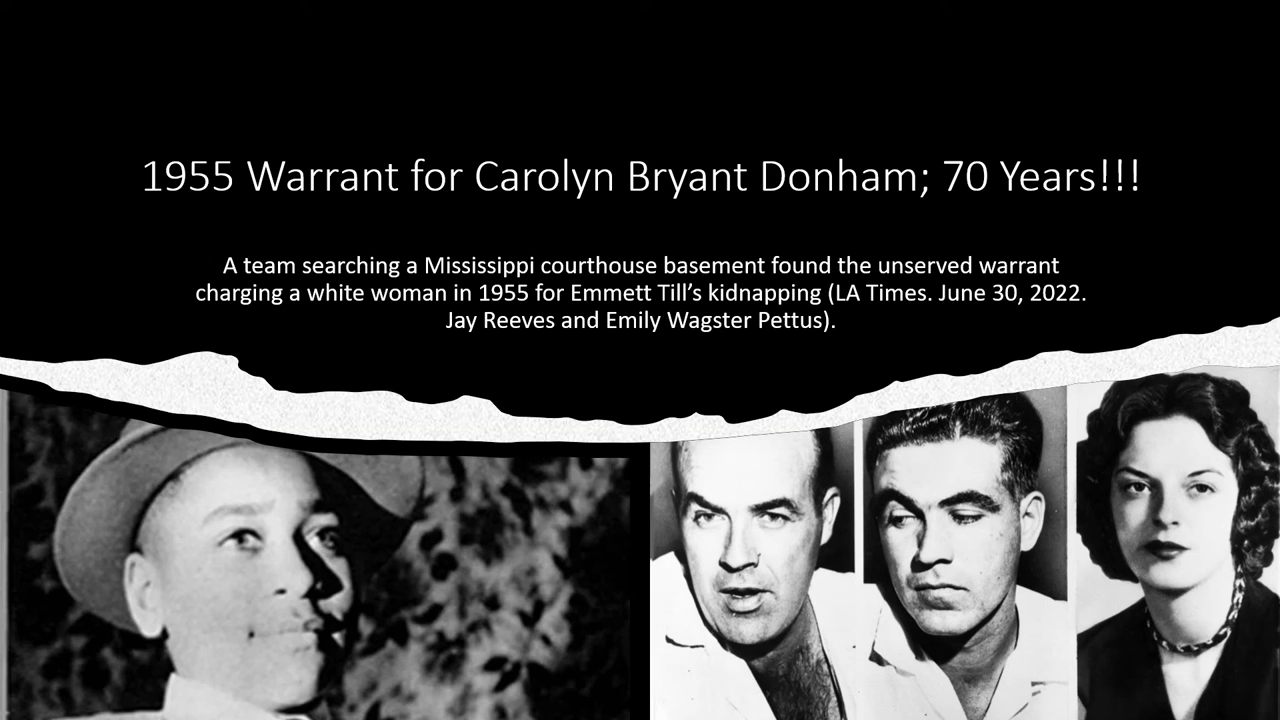 1955 Warrant for Carolyn Bryant Donham; 70 Years!!!
A team searching a Mississippi courthouse basement found the unserved warrant
charging a white woman in 1955 for Emmett Till’s kidnapping (LA Times. June 30, 2022.
Jay Reeves and Emily Wagster Pettus).